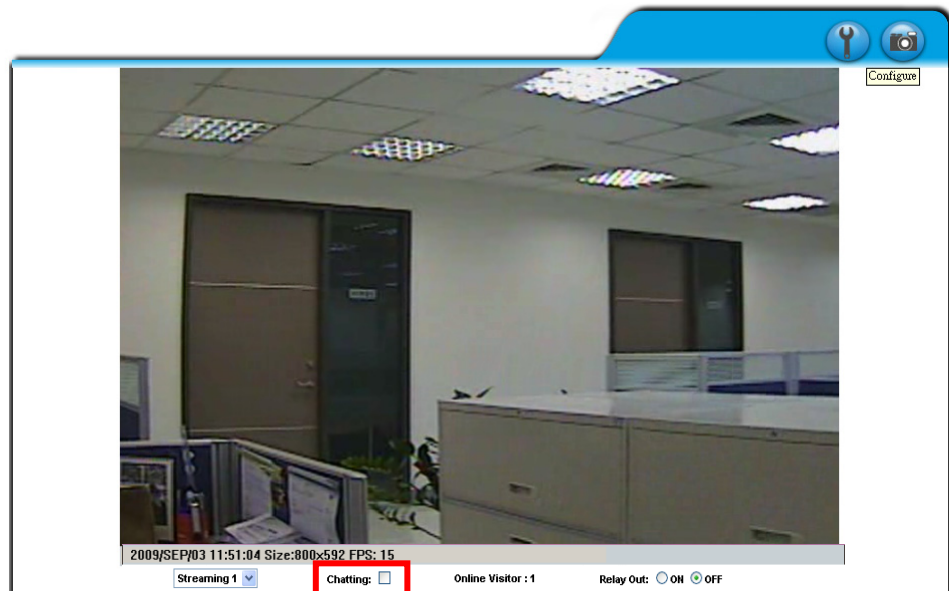 Configure
2009/SEP/03 11:51:04 Size:800x592 FPS: 15
Streaming 1 Chatting: Online Visitor : 1 Relay Out: ON OFF